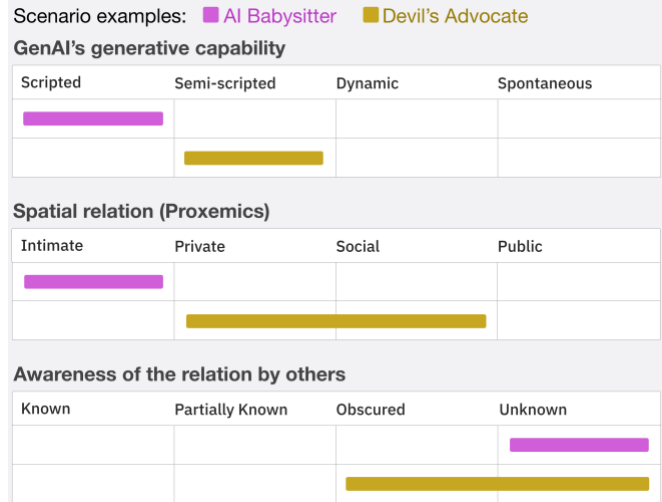 Scenario examples: AI Babysitter Devil's Advocate
GenAI's generative capability
Scripted Semi-scripted Dynamic Spontaneous
Spatial relation (Proxemics)
Intimate Private Social Public
Awareness of the relation by others
Known Partially Known Obscured Unknown